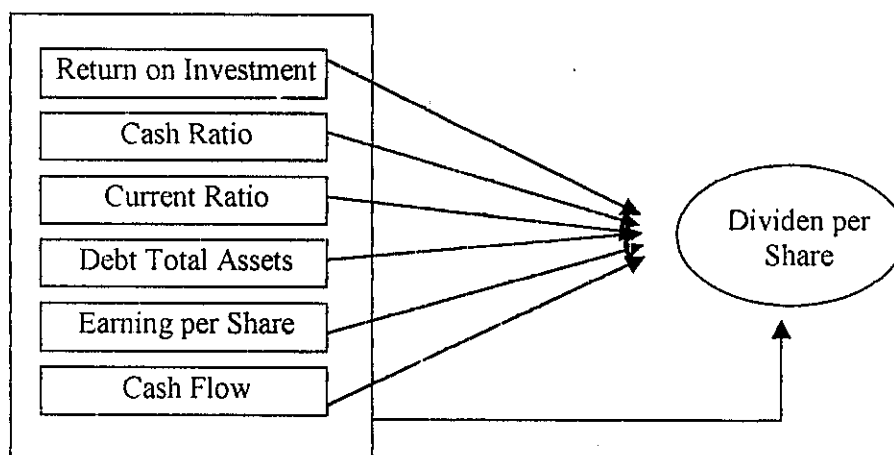 Return on Investment
Cash Ratio
Current Ratio
Debt Total Assets
Earning per Share
Cash Flow
Dividen per
Share